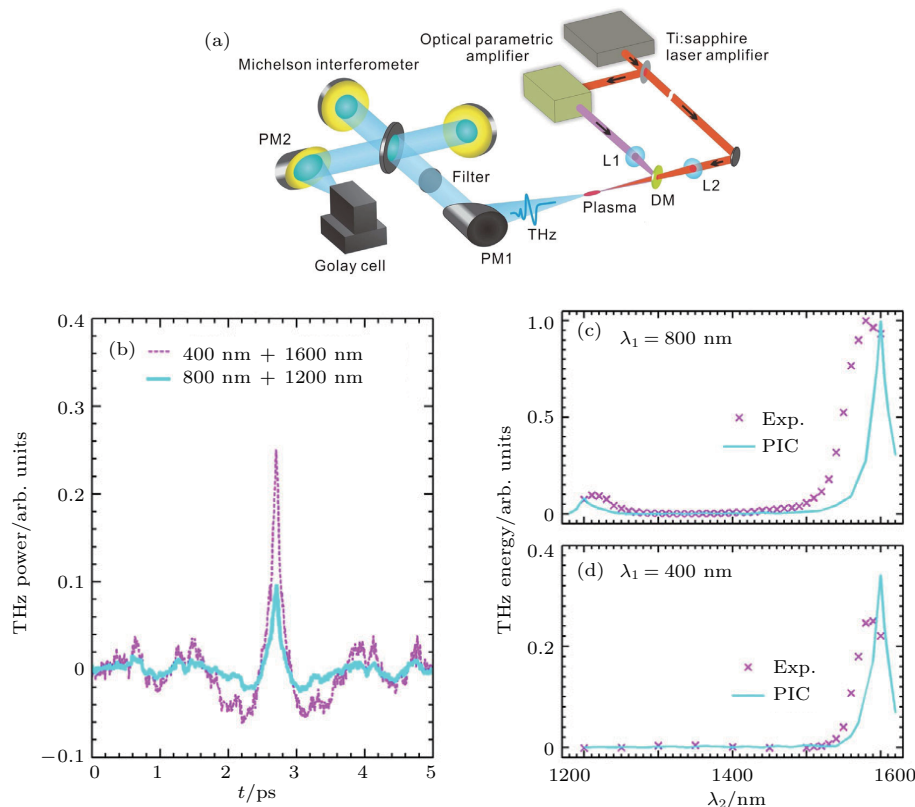 (a)
Optical parametric
amplifier
Ti:sapphire
laser amplifier
Michelson interferometer
PM2
L1
L2
Filter
DM
Plasma
THz
PM1
Golay cell
(b)
400 nm + 1600 nm
800 nm + 1200 nm
THz power/arb. units
0.4
0.3
0.2
0.1
0
−0.1
0 1 2 3 4 5
t/ps
(c) λ₁ = 800 nm
Exp.
PIC
1.0
0.5
0
THz energy/arb. units
(d) λ₁ = 400 nm
Exp.
PIC
0.4
0.2
0
1200 1400 1600
λ₂/nm